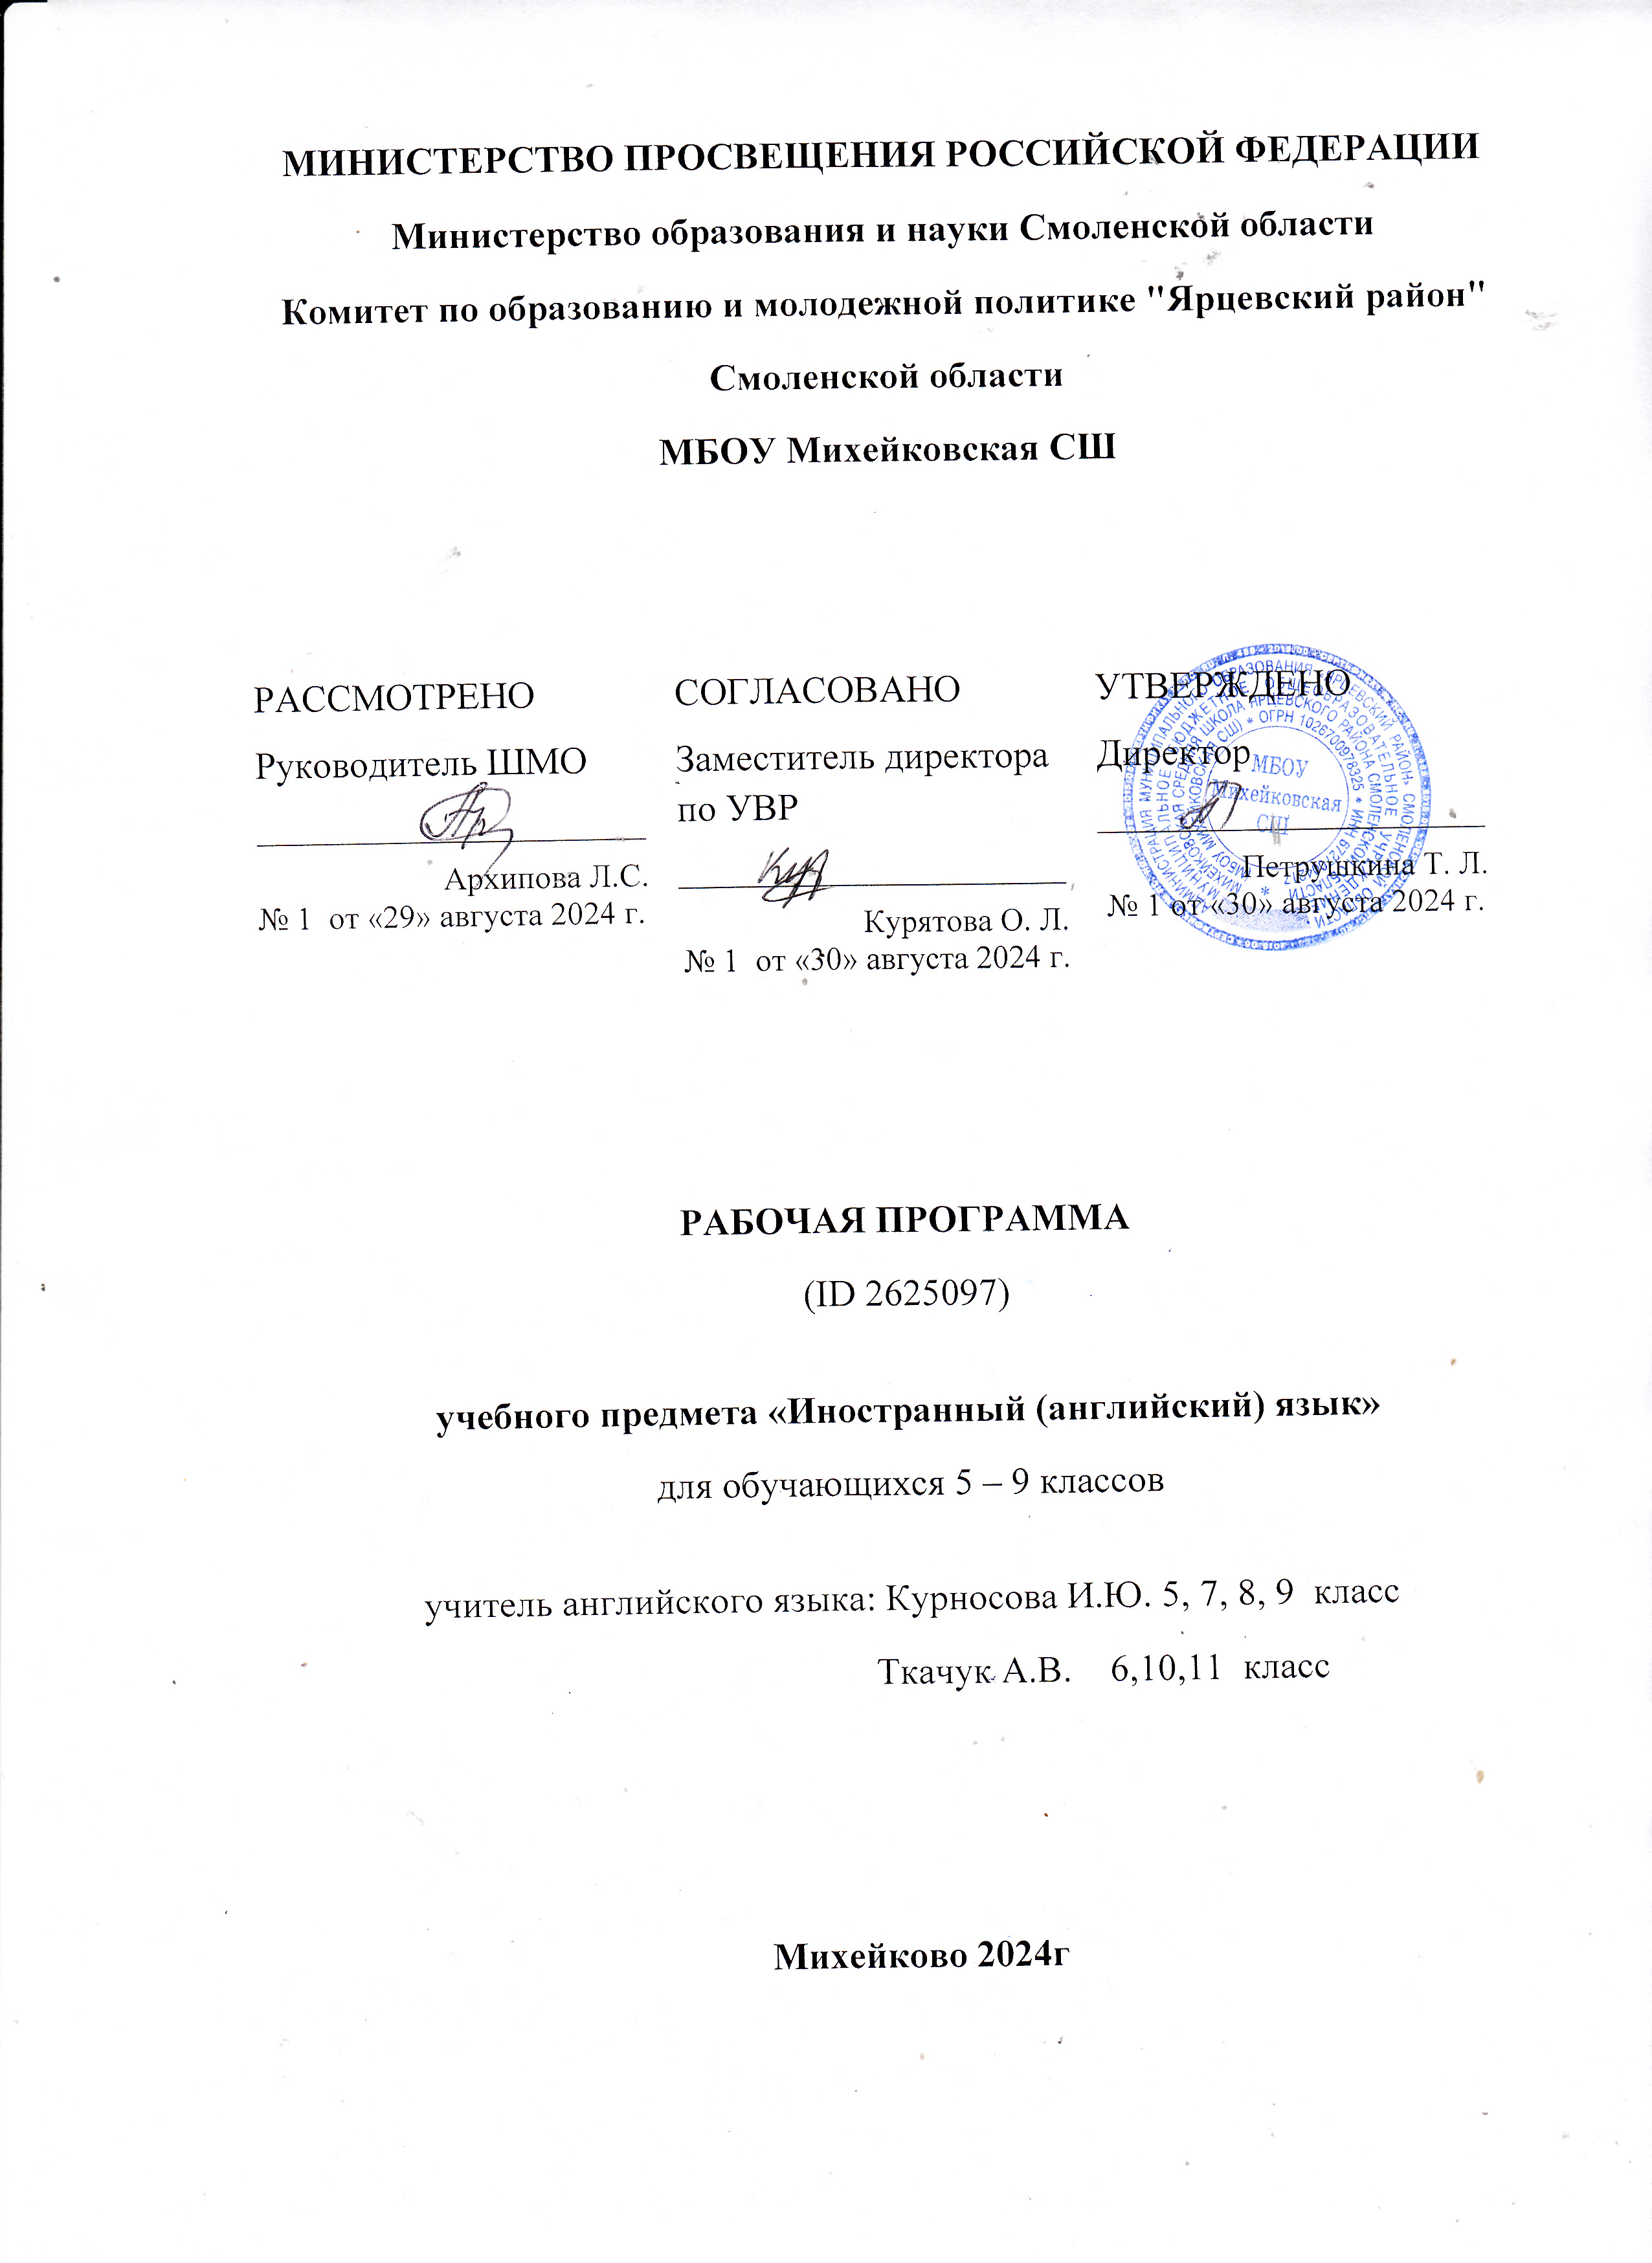 МИНИСТЕРСТВО ПРОСВЕЩЕНИЯ РОССИЙСКОЙ ФЕДЕРАЦИИ
Министерство образования и науки Смоленской области
Комитет по образованию и молодежной политике "Ярцевский район"
Смоленской области
МБОУ Михейковская СШ
РАССМОТРЕНО
Руководитель ШМО
Архипова Л.С.
№ 1 от «29» августа 2024 г.
СОГЛАСОВАНО
Заместитель директора
по УВР
Курятова О. Л.
№ 1 от «30» августа 2024 г.
УТВЕРЖДЕНО
Директор
Петрушкина Т. Л.
№ 1 от «30» августа 2024 г.
МБОУ
Михейковская
СШ
РАБОЧАЯ ПРОГРАММА
(ID 2625097)
учебного предмета «Иностранный (английский) язык»
для обучающихся 5 – 9 классов
учитель английского языка: Курносова И.Ю. 5, 7, 8, 9 класс
Ткачук А.В. 6,10,11 класс
Михейково 2024г